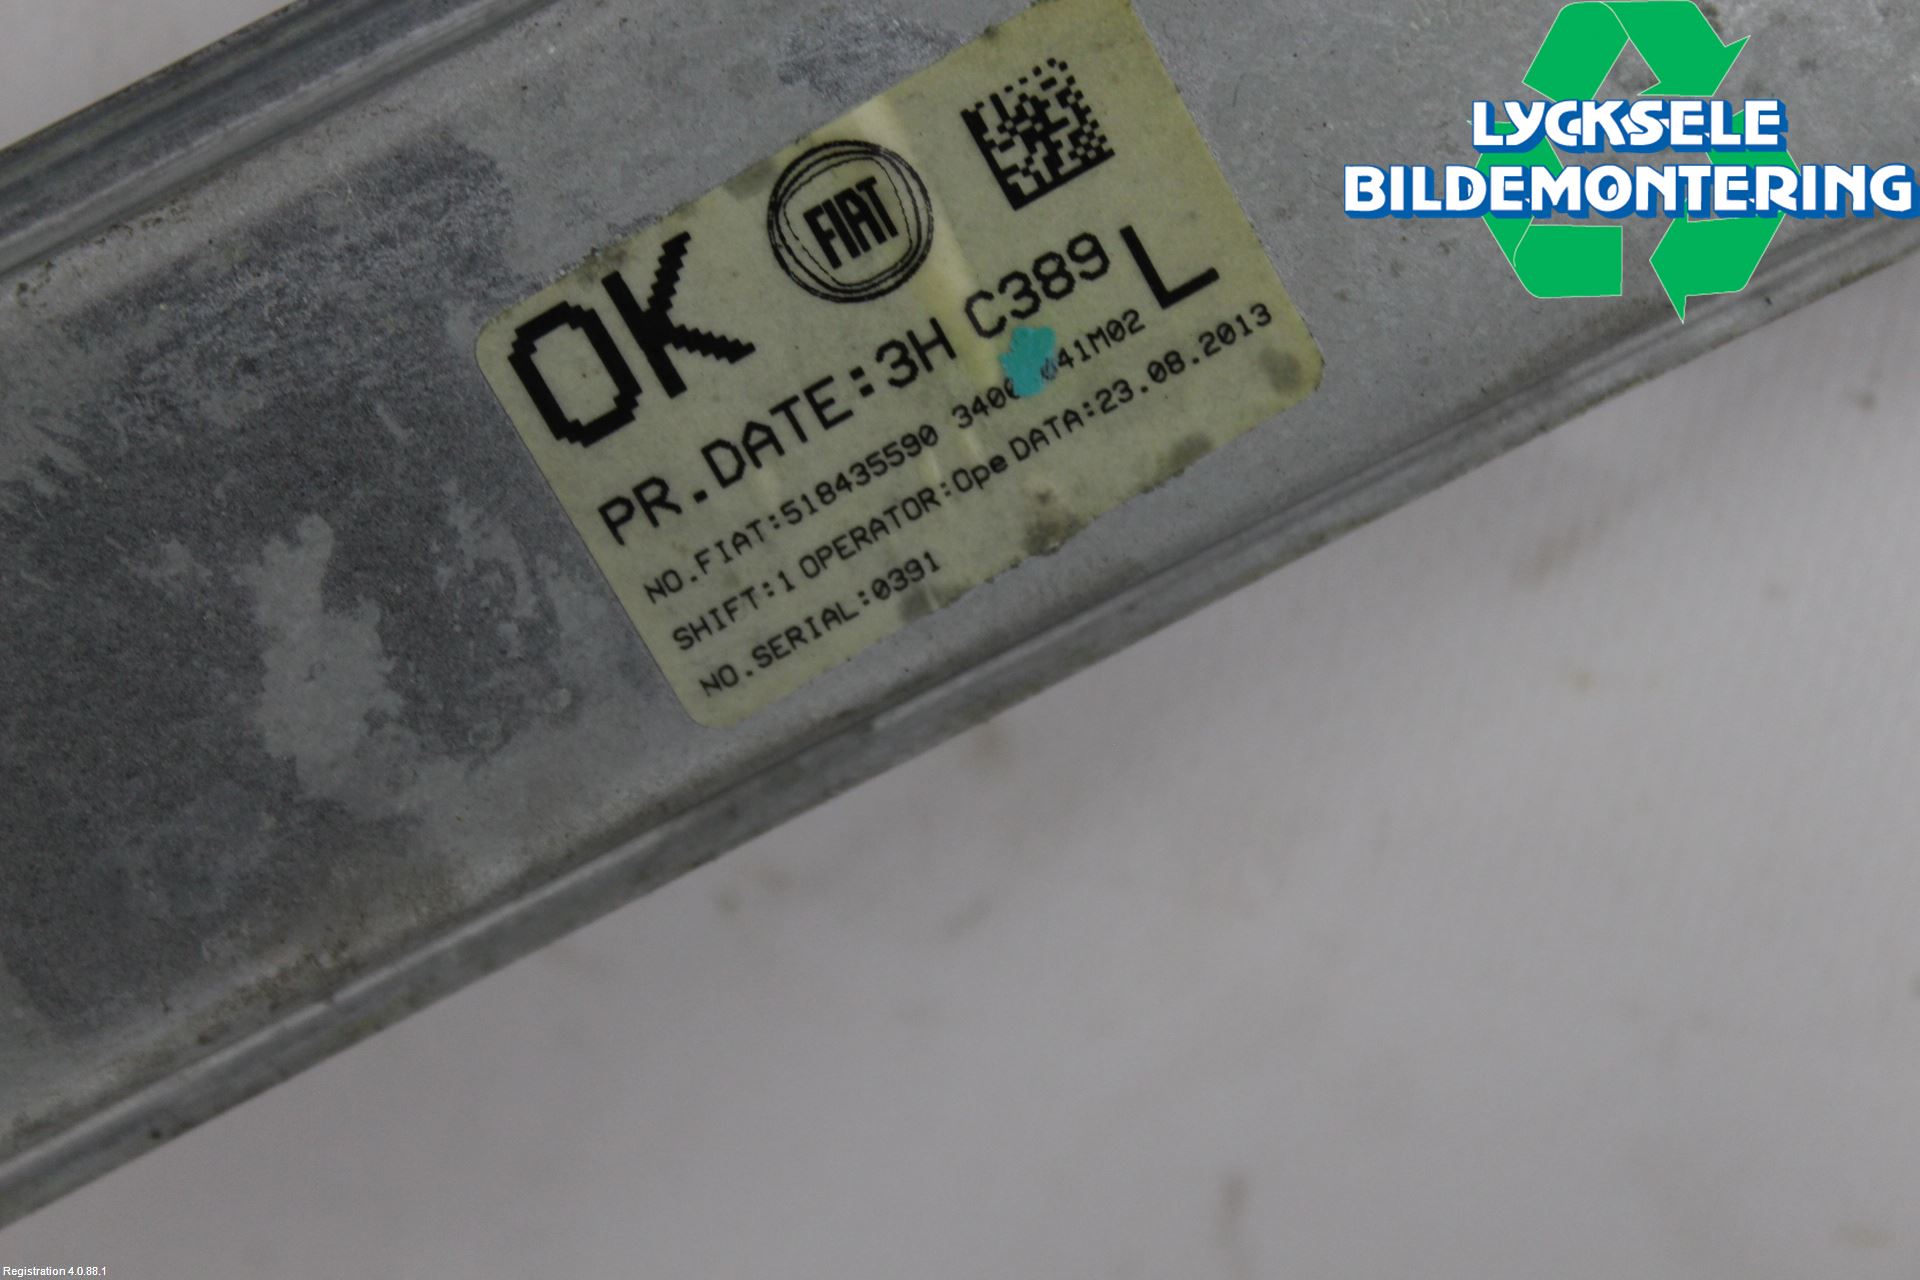 LYCKSELE
BILDEMONTERING
OK FIAT
PR.DATE:3H C389 L
NO.FIAT:518435590
SHIFT:1 OPERATOR:Ope DATA:23.08.2013
NO.SERIAL:0391
Registration 4.0.88.1